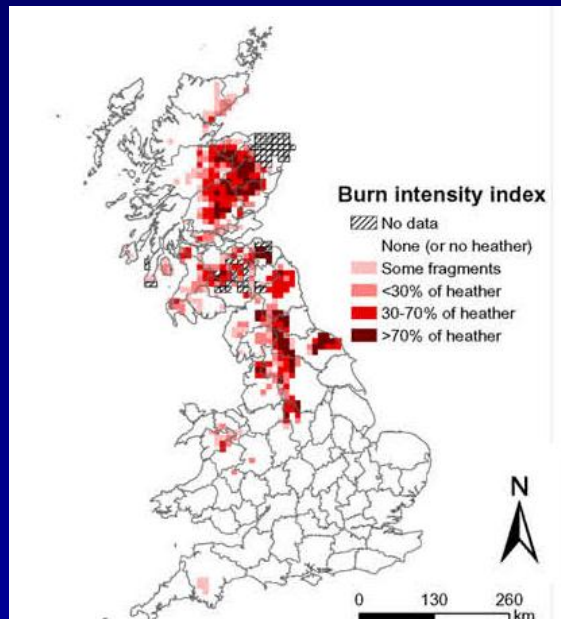 Burn intensity index
No data
None (or no heather)
Some fragments
<30% of heather
30-70% of heather
>70% of heather
N
0 130 260
km